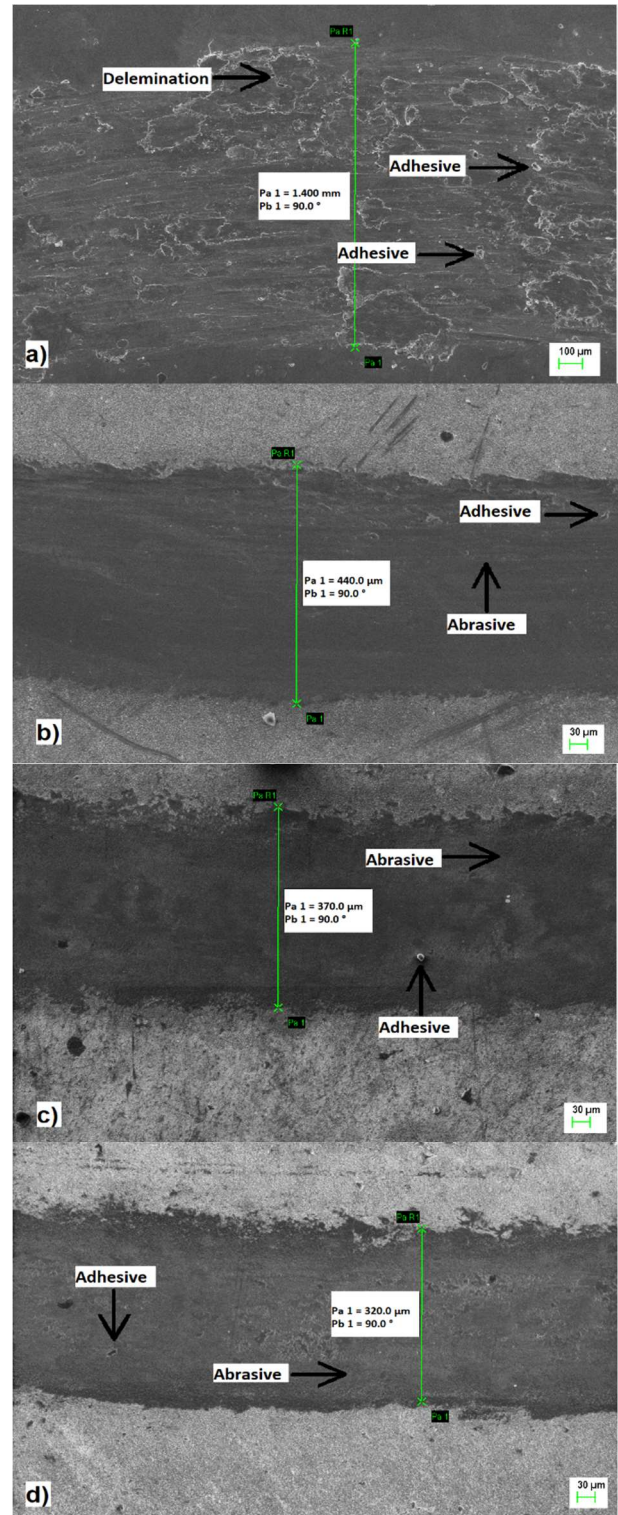 Pa R1
Delemination
Adhesive
Pa 1 = 1.400 mm
Pb 1 = 90.0 °
Adhesive
a)
Pa 1
100 µm
Pa R1
Adhesive
Pa 1 = 440.0 µm
Pb 1 = 90.0 °
Abrasive
Pa 1
b)
30 µm
Pa R1
Abrasive
Pa 1 = 370.0 µm
Pb 1 = 90.0 °
Pa 1
Adhesive
c)
30 µm
Pa R1
Adhesive
Pa 1 = 320.0 µm
Pb 1 = 90.0 °
Abrasive
Pa 1
d)
30 µm